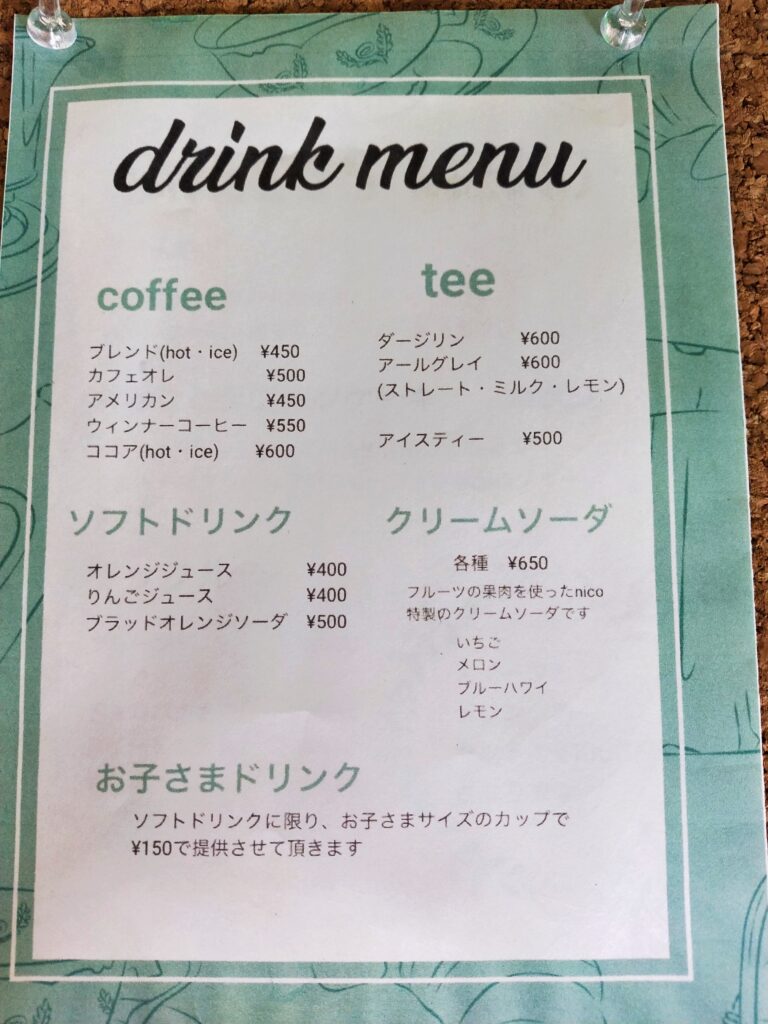 drink menu
coffee
ブレンド(hot・ice) ¥450
カフェオレ ¥500
アメリカン ¥450
ウィンナーコーヒー ¥550
ココア(hot・ice) ¥600
tee
ダージリン ¥600
アールグレイ ¥600
(ストレート・ミルク・レモン)
アイスティー ¥500
ソフトドリンク
オレンジジュース ¥400
りんごジュース ¥400
ブラッドオレンジソーダ ¥500
クリームソーダ
各種 ¥650
フルーツの果肉を使ったnico
特製のクリームソーダです
いちご
メロン
ブルーハワイ
レモン
お子さまドリンク
ソフトドリンクに限り、お子さまサイズのカップで
¥150で提供させて頂きます